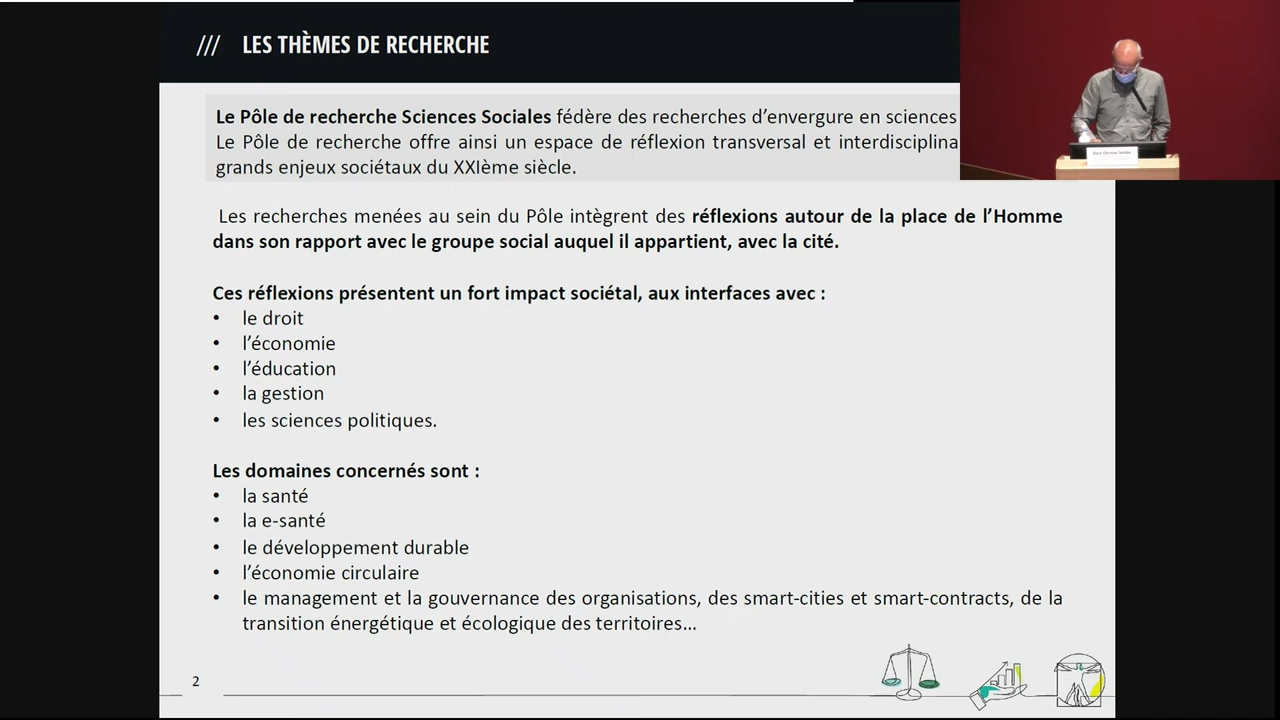 /// LES THÈMES DE RECHERCHE
Le Pôle de recherche Sciences Sociales fédère des recherches d’envergure en sciences
Le Pôle de recherche offre ainsi un espace de réflexion transversal et interdisciplina
grands enjeux sociétaux du XXIème siècle.
Les recherches menées au sein du Pôle intègrent des réflexions autour de la place de l’Homme
dans son rapport avec le groupe social auquel il appartient, avec la cité.
Ces réflexions présentent un fort impact sociétal, aux interfaces avec :
• le droit
• l’économie
• l’éducation
• la gestion
• les sciences politiques.
Les domaines concernés sont :
• la santé
• la e-santé
• le développement durable
• l’économie circulaire
• le management et la gouvernance des organisations, des smart-cities et smart-contracts, de la
transition énergétique et écologique des territoires...
2